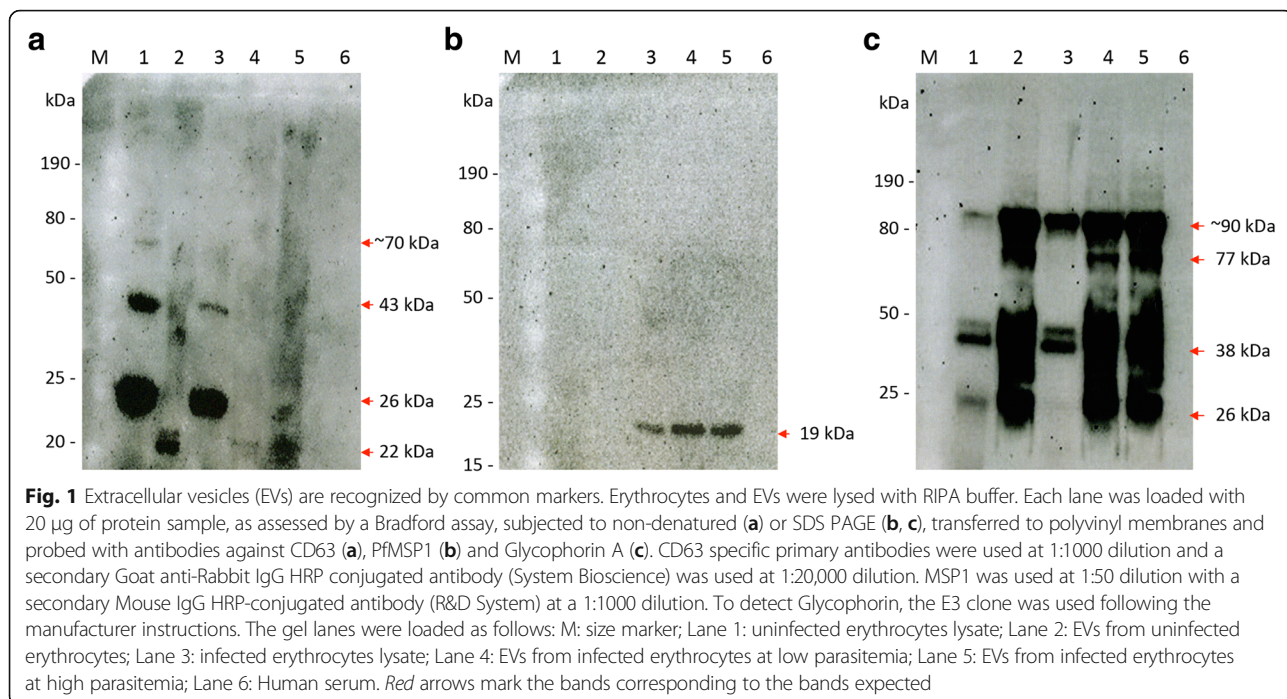 a
M 1 2 3 4 5 6
kDa
190 -
80 -
~70 kDa
50 -
43 kDa
25 -
26 kDa
20 -
22 kDa
b
M 1 2 3 4 5 6
kDa
190 -
80 -
50 -
25 -
19 kDa
15 -
c
M 1 2 3 4 5 6
kDa
190 -
80 -
~90 kDa
77 kDa
50 -
38 kDa
25 -
26 kDa
Fig. 1 Extracellular vesicles (EVs) are recognized by common markers. Erythrocytes and EVs were lysed with RIPA buffer. Each lane was loaded with
20 μg of protein sample, as assessed by a Bradford assay, subjected to non-denatured (a) or SDS PAGE (b, c), transferred to polyvinyl membranes and
probed with antibodies against CD63 (a), PfMSP1 (b) and Glycophorin A (c). CD63 specific primary antibodies were used at 1:1000 dilution and a
secondary Goat anti-Rabbit IgG HRP conjugated antibody (System Bioscience) was used at 1:20,000 dilution. MSP1 was used at 1:50 dilution with a
secondary Mouse IgG HRP-conjugated antibody (R&D System) at a 1:1000 dilution. To detect Glycophorin, the E3 clone was used following the
manufacturer instructions. The gel lanes were loaded as follows: M: size marker; Lane 1: uninfected erythrocytes lysate; Lane 2: EVs from uninfected
erythrocytes; Lane 3: infected erythrocytes lysate; Lane 4: EVs from infected erythrocytes at low parasitemia; Lane 5: EVs from infected erythrocytes
at high parasitemia; Lane 6: Human serum. Red arrows mark the bands corresponding to the bands expected